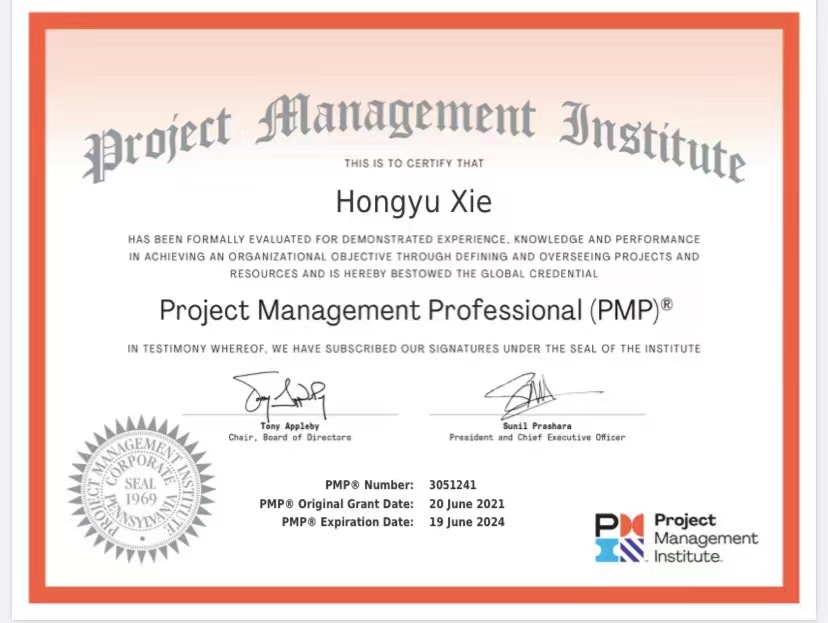 Project Management Institute
THIS IS TO CERTIFY THAT
Hongyu Xie
HAS BEEN FORMALLY EVALUATED FOR DEMONSTRATED EXPERIENCE, KNOWLEDGE AND PERFORMANCE
IN ACHIEVING AN ORGANIZATIONAL OBJECTIVE THROUGH DEFINING AND OVERSEEING PROJECTS AND
RESOURCES AND IS HEREBY BESTOWED THE GLOBAL CREDENTIAL
Project Management Professional (PMP)®
IN TESTIMONY WHEREOF, WE HAVE SUBSCRIBED OUR SIGNATURES UNDER THE SEAL OF THE INSTITUTE
Tony Appleby
Chair, Board of Directors
Sunil Prashara
President and Chief Executive Officer
PROJECT MANAGEMENT INSTITUTE
CORPORATE
SEAL
1969
PENNSYLVANIA
PMP® Number: 3051241
PMP® Original Grant Date: 20 June 2021
PMP® Expiration Date: 19 June 2024
Project
Management
Institute.